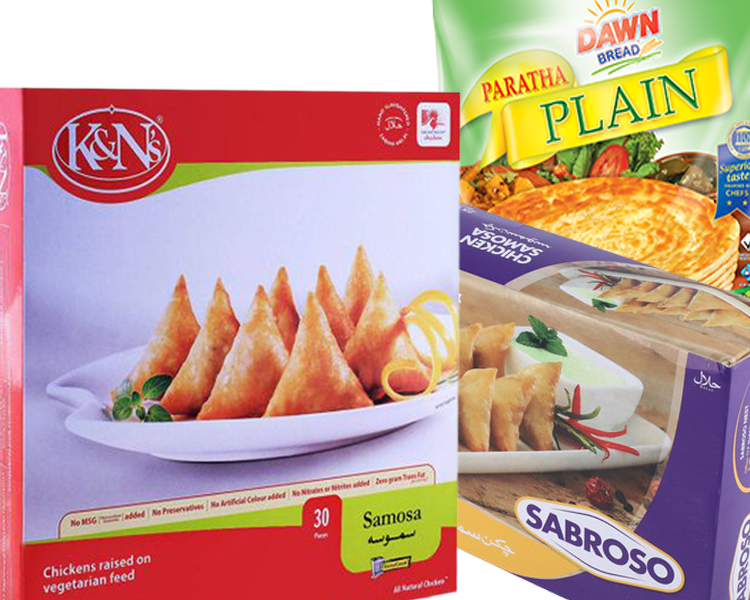 K&N's
®
No MSG added
No Preservatives
No Artificial Colour added
No Nitrates or Nitrites added
Zero gram Trans Fat
30
Pieces
Samosa
سموسہ
Chickens raised on
vegetarian feed
All Natural Chicken™
DAWN
BREAD
PARATHA
PLAIN
Superior
taste
CHEFS
CHICKEN
SAMOSA
حلال
SABROSO